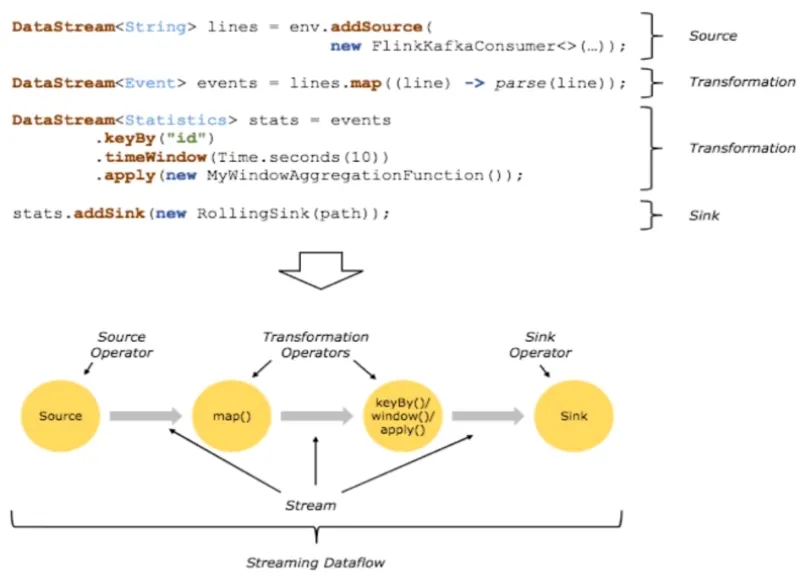 DataStream<String> lines = env.addSource(
new FlinkKafkaConsumer<>(…));
Source
DataStream<Event> events = lines.map((line) -> parse(line));
Transformation
DataStream<Statistics> stats = events
.keyBy("id")
.timeWindow(Time.seconds(10))
.apply(new MyWindowAggregationFunction());
Transformation
stats.addSink(new RollingSink(path));
Sink
Source
Operator
Transformation
Operators
Sink
Operator
Source
map()
keyBy()/
window()/
apply()
Sink
Stream
Streaming Dataflow